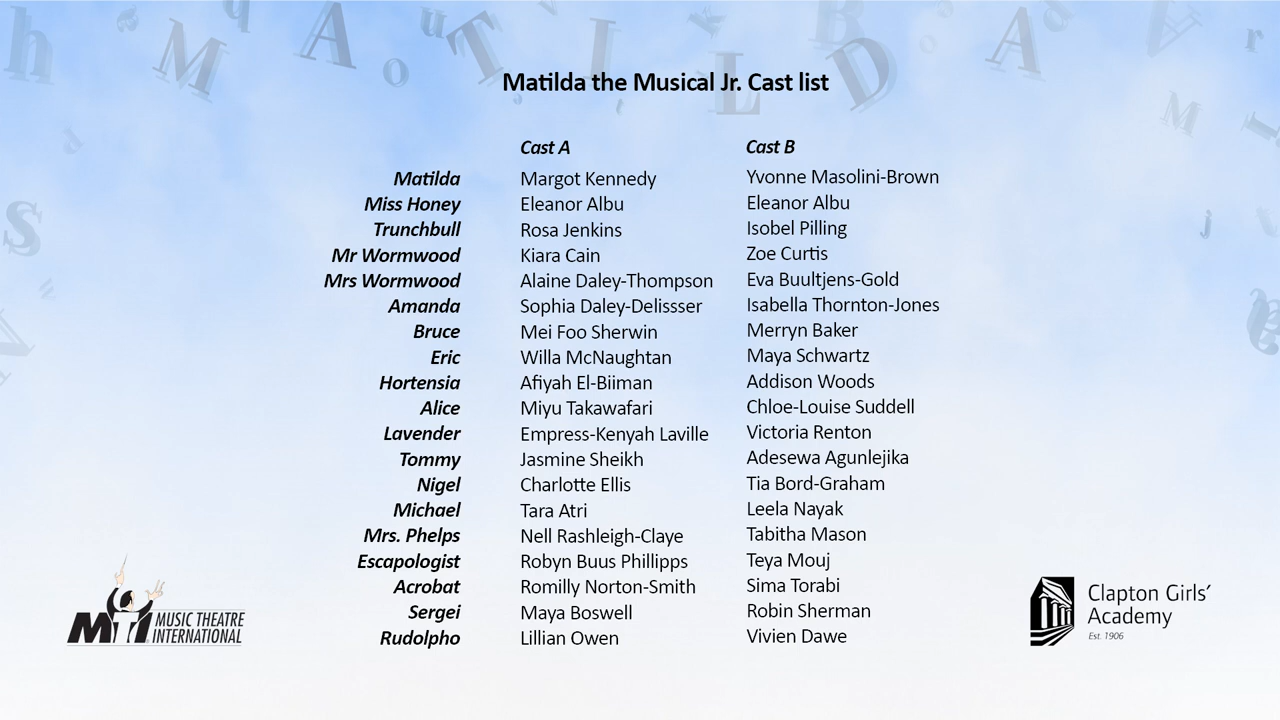 Matilda the Musical Jr. Cast list
Cast A Cast B
Matilda Margot Kennedy Yvonne Masolini-Brown
Miss Honey Eleanor Albu Eleanor Albu
Trunchbull Rosa Jenkins Isobel Pilling
Mr Wormwood Kiara Cain Zoe Curtis
Mrs Wormwood Alaine Daley-Thompson Eva Buultjens-Gold
Amanda Sophia Daley-Delissser Isabella Thornton-Jones
Bruce Mei Foo Sherwin Merryn Baker
Eric Willa McNaughtan Maya Schwartz
Hortensia Afiyah El-Biiman Addison Woods
Alice Miyu Takawafari Chloe-Louise Suddell
Lavender Empress-Kenyah Laville Victoria Renton
Tommy Jasmine Sheikh Adesewa Agunlejika
Nigel Charlotte Ellis Tia Bord-Graham
Michael Tara Atri Leela Nayak
Mrs. Phelps Nell Rashleigh-Claye Tabitha Mason
Escapologist Robyn Buus Phillipps Teya Mouj
Acrobat Romilly Norton-Smith Sima Torabi
Sergei Maya Boswell Robin Sherman
Rudolpho Lillian Owen Vivien Dawe
MTI MUSIC THEATRE
INTERNATIONAL
Clapton Girls’
Academy
Est. 1906